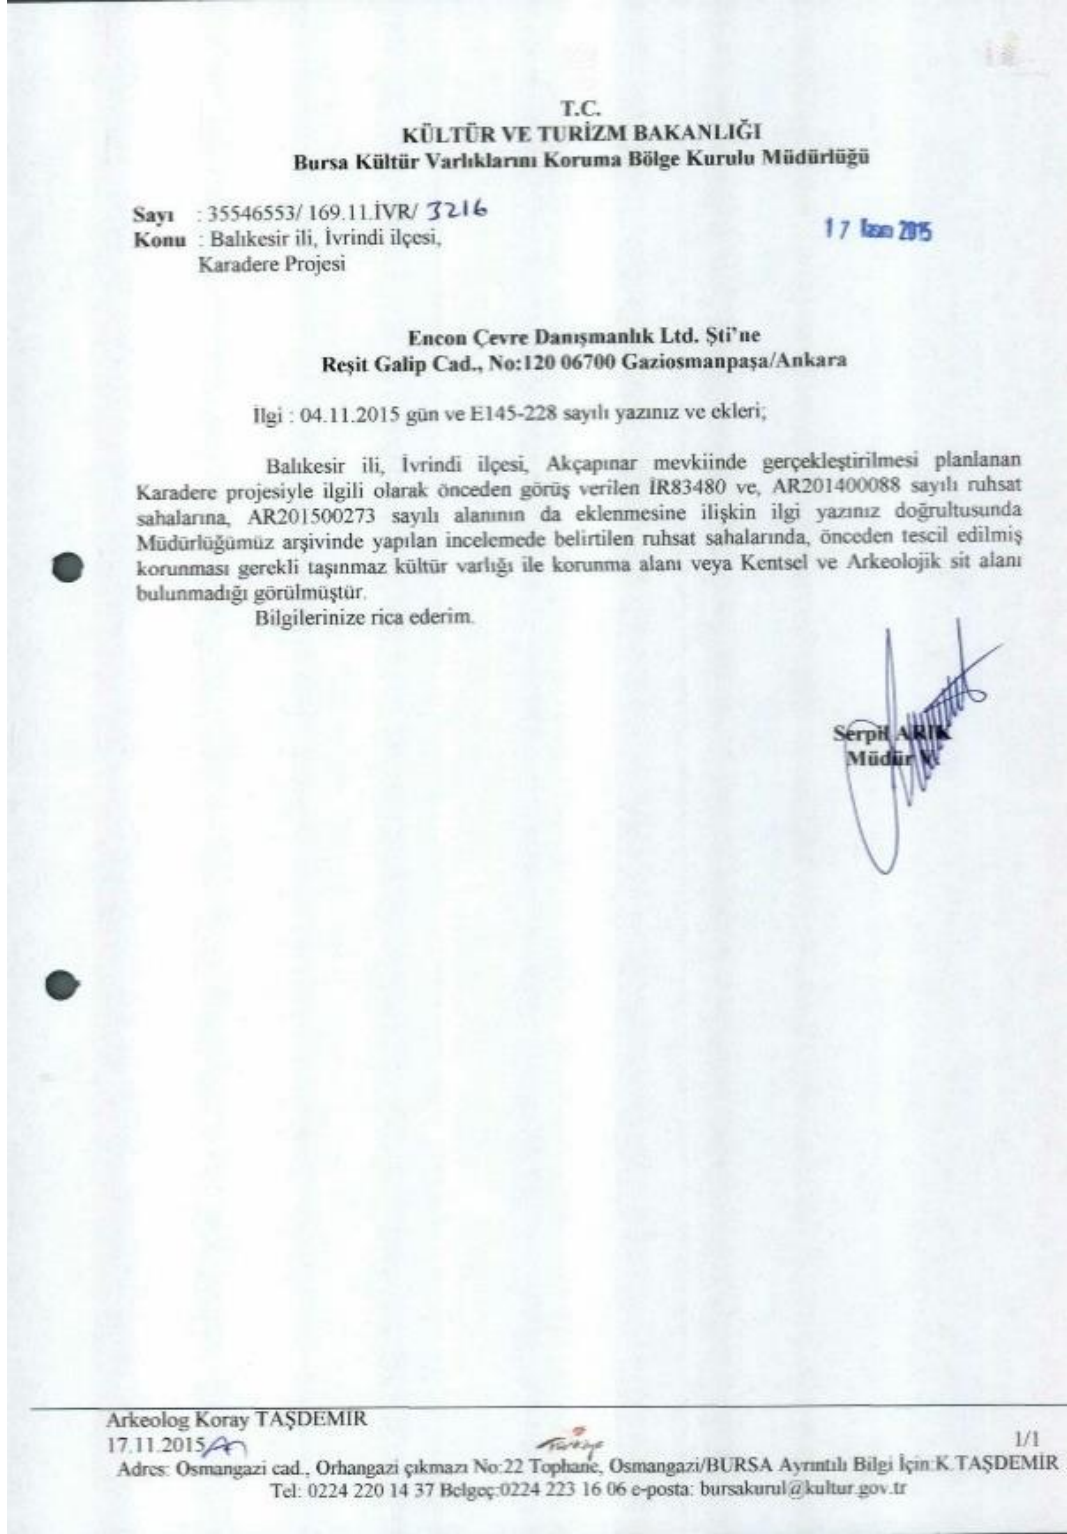 T.C.
KÜLTÜR VE TURİZM BAKANLIĞI
Bursa Kültür Varlıklarını Koruma Bölge Kurulu Müdürlüğü
Sayı : 35546553/ 169.11.İVR/ 3216
17 Kasım 2015
Konu : Balıkesir ili, İvrindi ilçesi,
Karadere Projesi
Encon Çevre Danışmanlık Ltd. Şti'ne
Reşit Galip Cad., No:120 06700 Gaziosmanpaşa/Ankara
İlgi : 04.11.2015 gün ve E145-228 sayılı yazınız ve ekleri;
Balıkesir ili, İvrindi ilçesi, Akçapınar mevkiinde gerçekleştirilmesi planlanan
Karadere projesiyle ilgili olarak önceden görüş verilen İR83480 ve, AR201400088 sayılı ruhsat
sahalarına, AR201500273 sayılı alanının da eklenmesine ilişkin ilgi yazınız doğrultusunda
Müdürlüğümüz arşivinde yapılan incelemede belirtilen ruhsat sahalarında, önceden tescil edilmiş
korunması gerekli taşınmaz kültür varlığı ile korunma alanı veya Kentsel ve Arkeolojik sit alanı
bulunmadığı görülmüştür.
Bilgilerinize rica ederim.
Serpil ARIK
Müdür V.
Arkeolog Koray TAŞDEMİR
17.11.2015
Türkiye
1/1
Adres: Osmangazi cad., Orhangazi çıkmazı No:22 Tophane, Osmangazi/BURSA Ayrıntılı Bilgi İçin:K.TAŞDEMİR
Tel: 0224 220 14 37 Belgeç:0224 223 16 06 e-posta: bursakurul@kultur.gov.tr